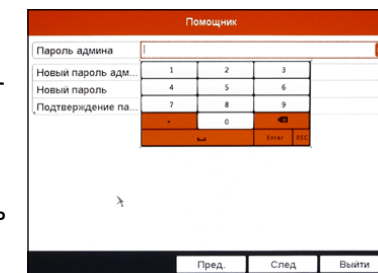 Помощник
Пароль админа
Новый пароль адм...
Новый пароль
Подтверждение па...
1 2 3
4 5 6
7 8 9
. 0
Enter ESC
Пред. След Выйти